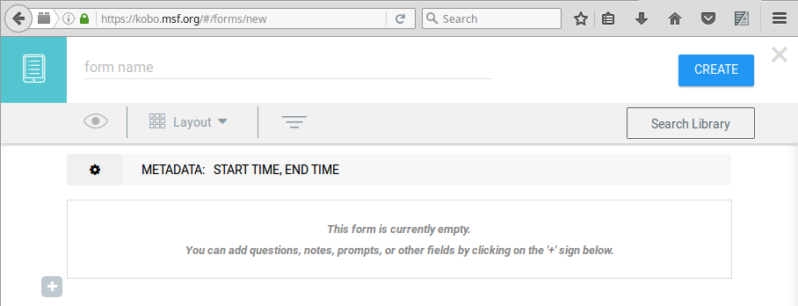 https://kobo.msf.org/#/forms/new
Search
form name
CREATE
Layout
Search Library
METADATA: START TIME, END TIME
This form is currently empty.
You can add questions, notes, prompts, or other fields by clicking on the '+' sign below.